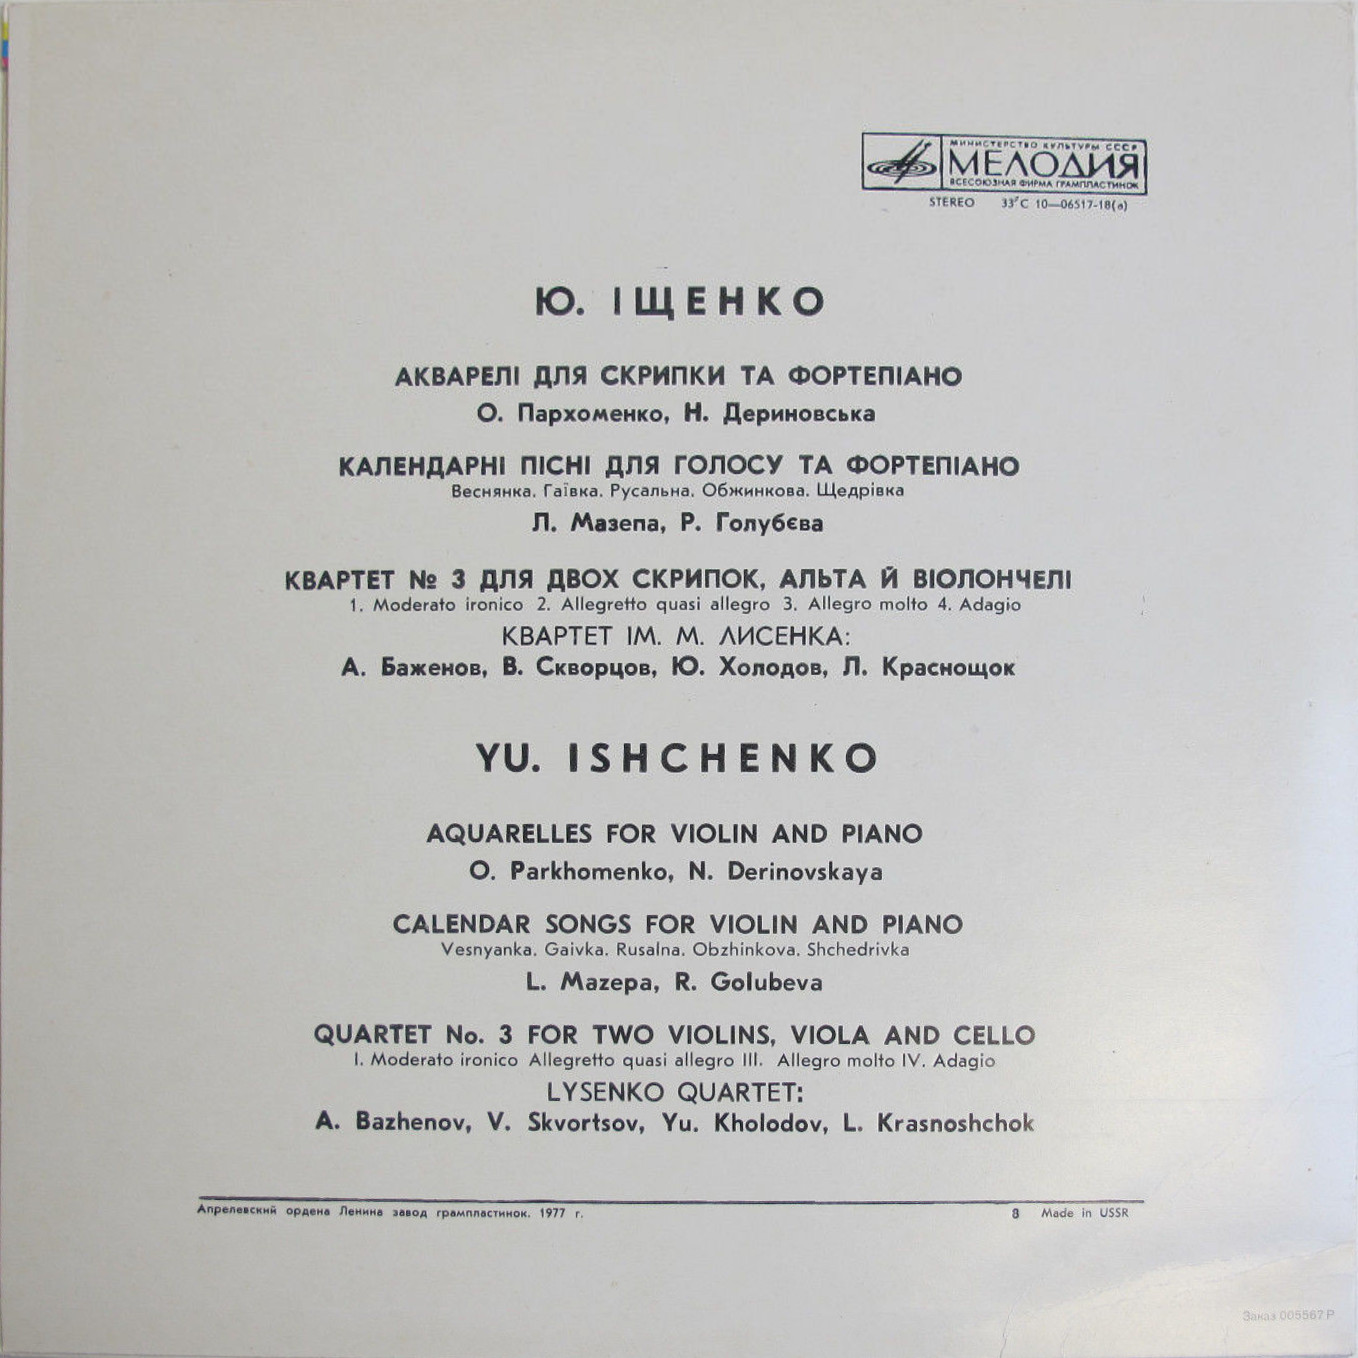 МИНИСТЕРСТВО КУЛЬТУРЫ СССР
МЕЛОДИЯ
ВСЕСОЮЗНАЯ ФИРМА ГРАМПЛАСТИНОК
STEREO 33 С 10—06517-18(а)
Ю. ІЩЕНКО
АКВАРЕЛІ ДЛЯ СКРИПКИ ТА ФОРТЕПІАНО
О. Пархоменко, Н. Дериновська
КАЛЕНДАРНІ ПІСНІ ДЛЯ ГОЛОСУ ТА ФОРТЕПІАНО
Веснянка. Гаївка. Русальна. Обжинкова. Щедрівка
Л. Мазепа, Р. Голубєва
КВАРТЕТ № 3 ДЛЯ ДВОХ СКРИПОК, АЛЬТА Й ВІОЛОНЧЕЛІ
1. Moderato ironico 2. Allegretto quasi allegro 3. Allegro molto 4. Adagio
КВАРТЕТ ІМ. М. ЛИСЕНКА:
А. Баженов, В. Скворцов, Ю. Холодов, Л. Краснощок
YU. ISHCHENKO
AQUARELLES FOR VIOLIN AND PIANO
O. Parkhomenko, N. Derinovskaya
CALENDAR SONGS FOR VIOLIN AND PIANO
Vesnyanka. Gaivka. Rusalna. Obzhinkova. Shchedrivka
L. Mazepa, R. Golubeva
QUARTET No. 3 FOR TWO VIOLINS, VIOLA AND CELLO
I. Moderato ironico Allegretto quasi allegro III. Allegro molto IV. Adagio
LYSENKO QUARTET:
A. Bazhenov, V. Skvortsov, Yu. Kholodov, L. Krasnoshchok
Апрелевский ордена Ленина завод грампластинок. 1977 г.
8 Made in USSR
Заказ 005567 Р